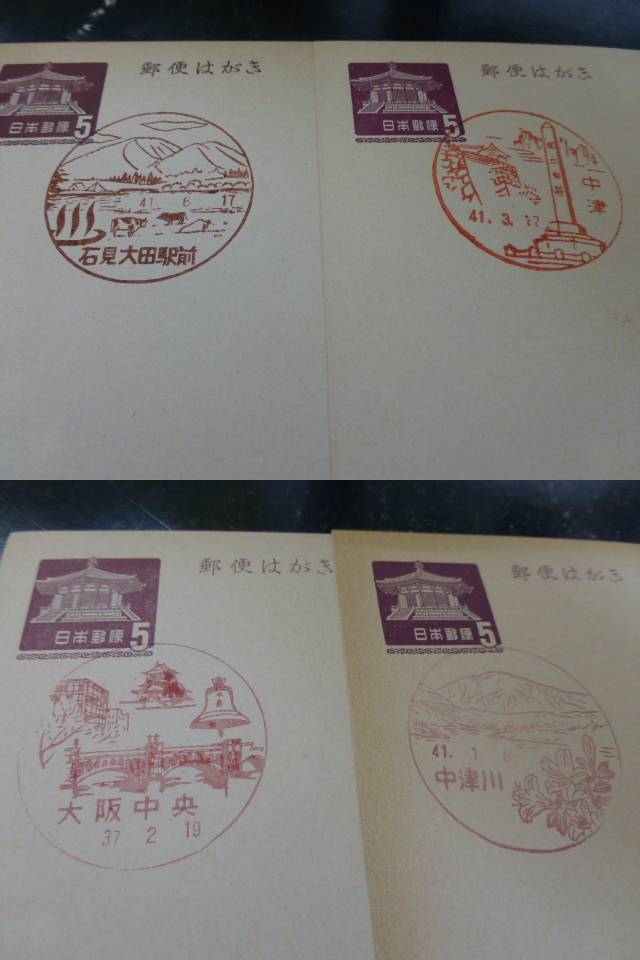 郵便はがき
日本郵便 5
41 6 17
石見大田駅前
郵便はがき
日本郵便 5
中津
41.3.17
郵便はがき
日本郵便 5
大阪中央
37 2 19
郵便はがき
日本郵便 5
41.1.
中津川